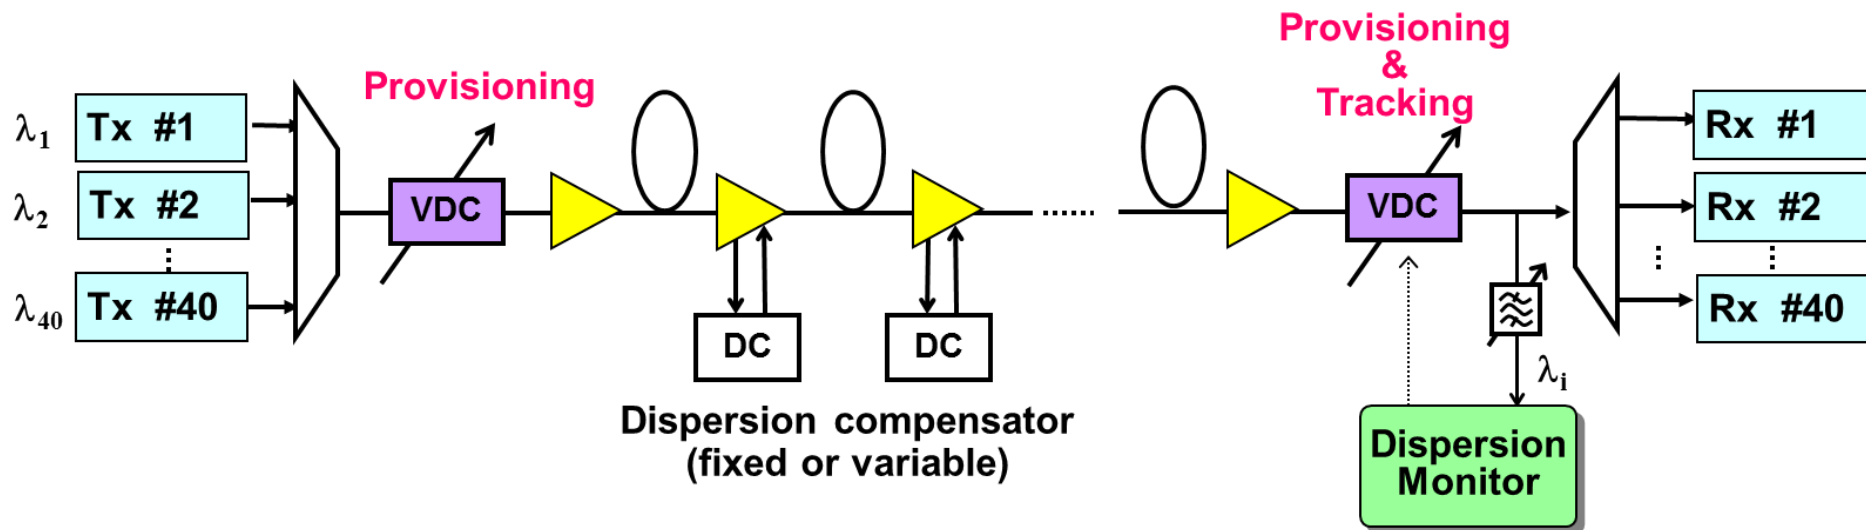 Provisioning
Provisioning
&
Tracking
λ1 Tx #1
λ2 Tx #2
λ40 Tx #40
VDC
DC
DC
Dispersion compensator
(fixed or variable)
VDC
λi
Dispersion
Monitor
Rx #1
Rx #2
Rx #40